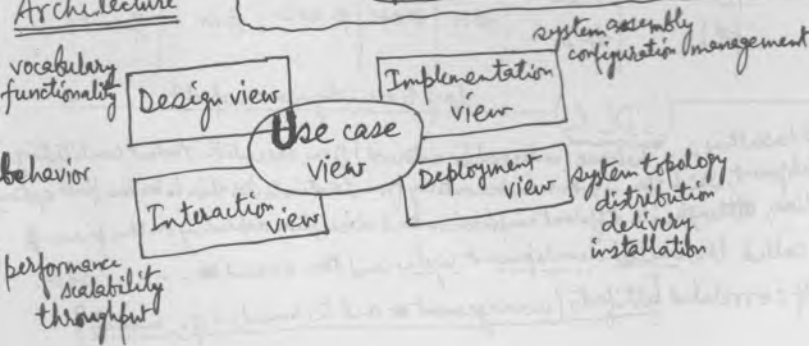 Architecture
system assembly
configuration management
vocabulary
functionality
Design view
Implementation
view
Use case
view
behavior
Interaction
view
Deployment
view
system topology
distribution
delivery
installation
performance
scalability
throughput